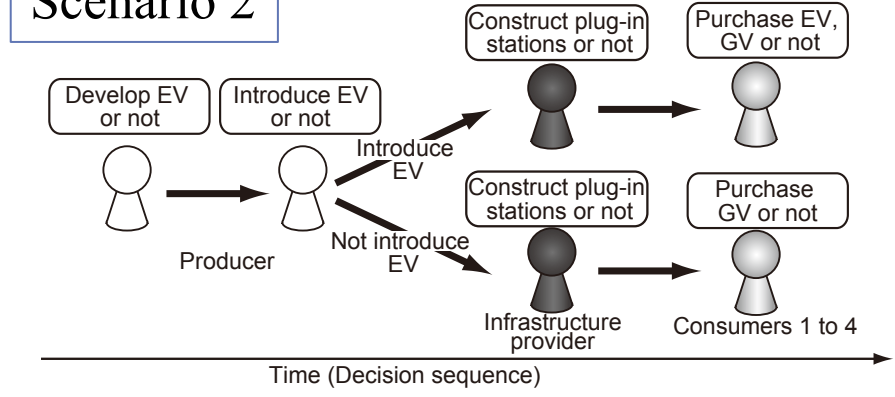 Scenario 2
Construct plug-in
stations or not
Purchase EV,
GV or not
Develop EV
or not
Introduce EV
or not
Introduce
EV
Construct plug-in
stations or not
Purchase
GV or not
Not introduce
EV
Producer
Infrastructure
provider
Consumers 1 to 4
Time (Decision sequence)